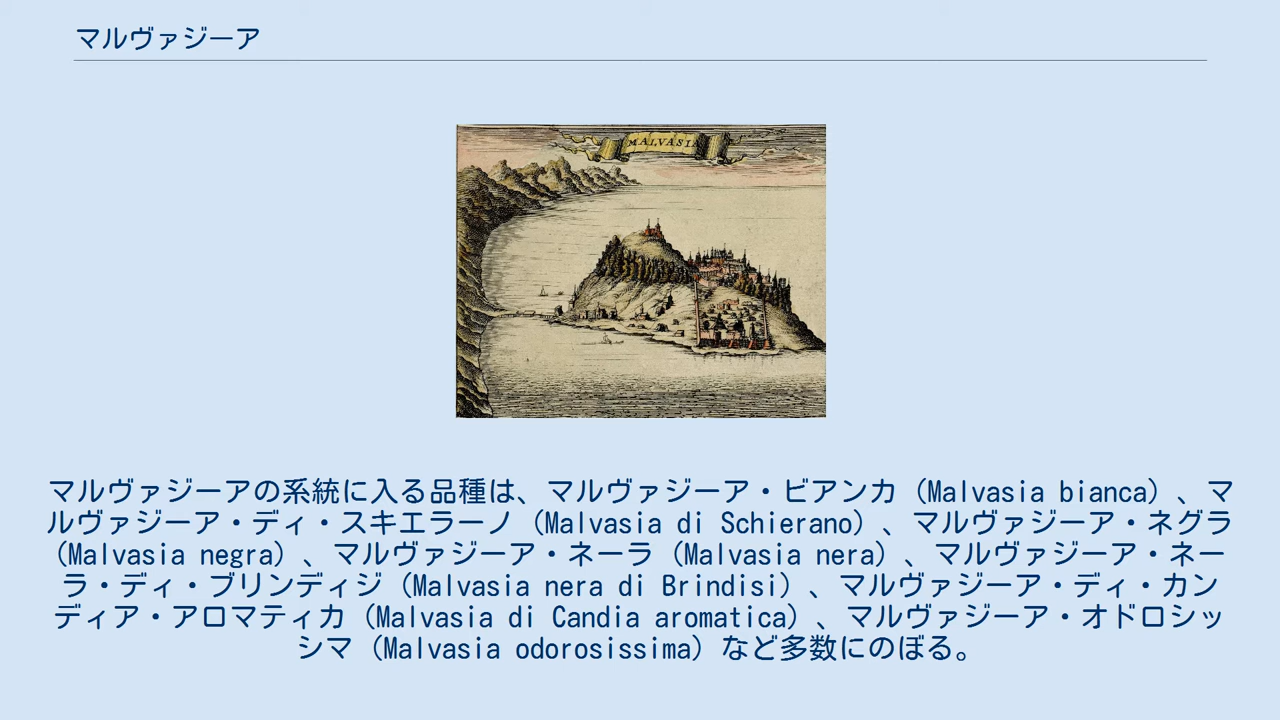 マルヴァジーア
MALVASIA
マルヴァジーアの系統に入る品種は、マルヴァジーア・ビアンカ（Malvasia bianca）、マ
ルヴァジーア・ディ・スキエラーノ（Malvasia di Schierano）、マルヴァジーア・ネグラ
（Malvasia negra）、マルヴァジーア・ネーラ（Malvasia nera）、マルヴァジーア・ネー
ラ・ディ・ブリンディジ（Malvasia nera di Brindisi）、マルヴァジーア・ディ・カン
ディア・アロマティカ（Malvasia di Candia aromatica）、マルヴァジーア・オドロシッ
シマ（Malvasia odorosissima）など多数にのぼる。